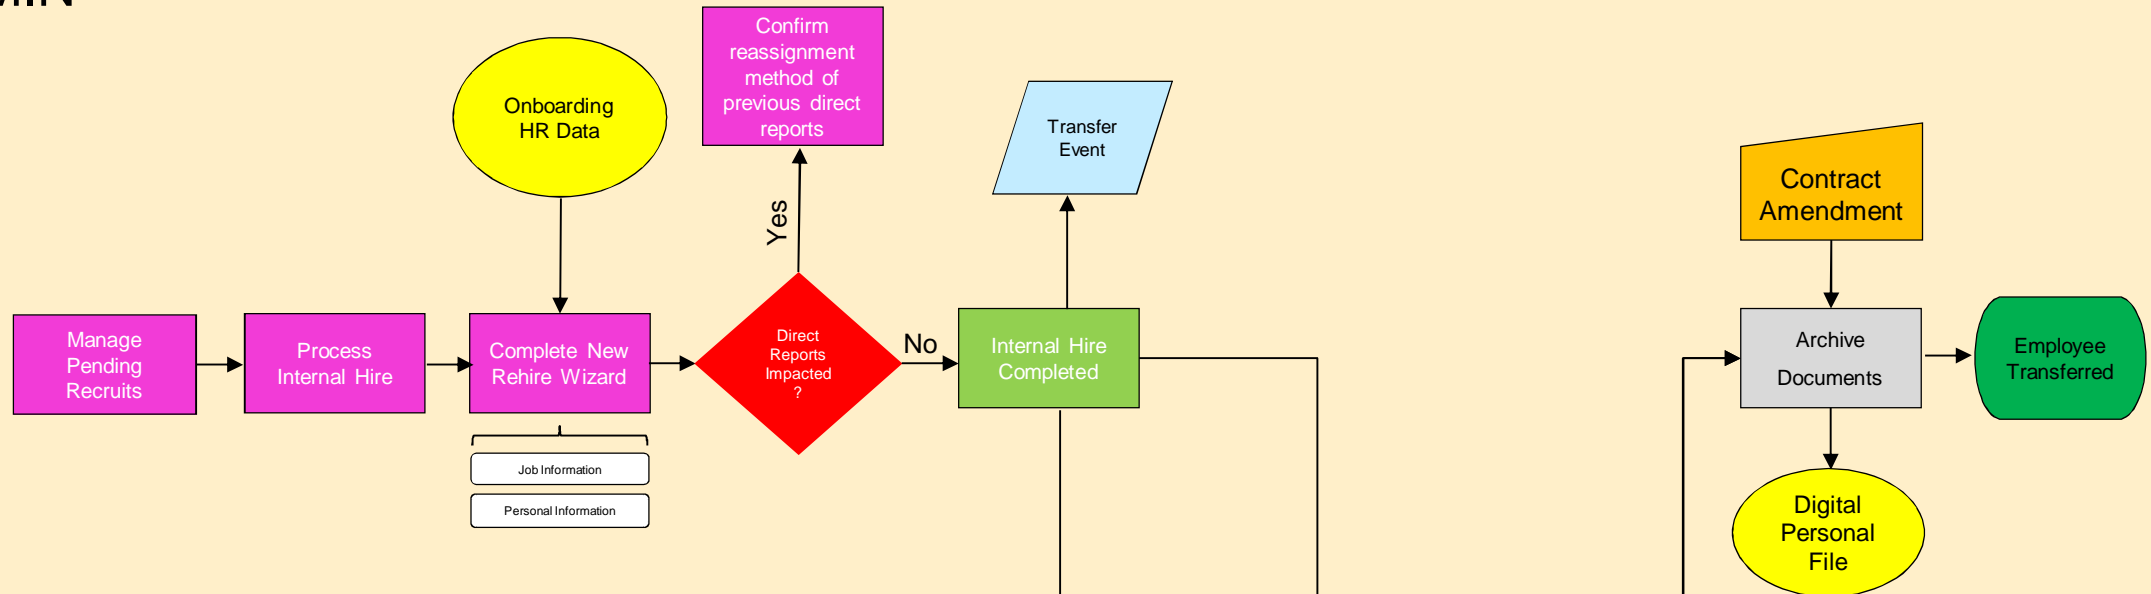 Confirm
reassignment
method of
previous direct
reports
Onboarding
HR Data
Transfer
Event
Contract
Amendment
Yes
Manage
Pending
Recruits
Process
Internal Hire
Complete New
Rehire Wizard
Direct
Reports
Impacted
?
No
Internal Hire
Completed
Archive
Documents
Employee
Transferred
Job Information
Personal Information
Digital
Personal
File